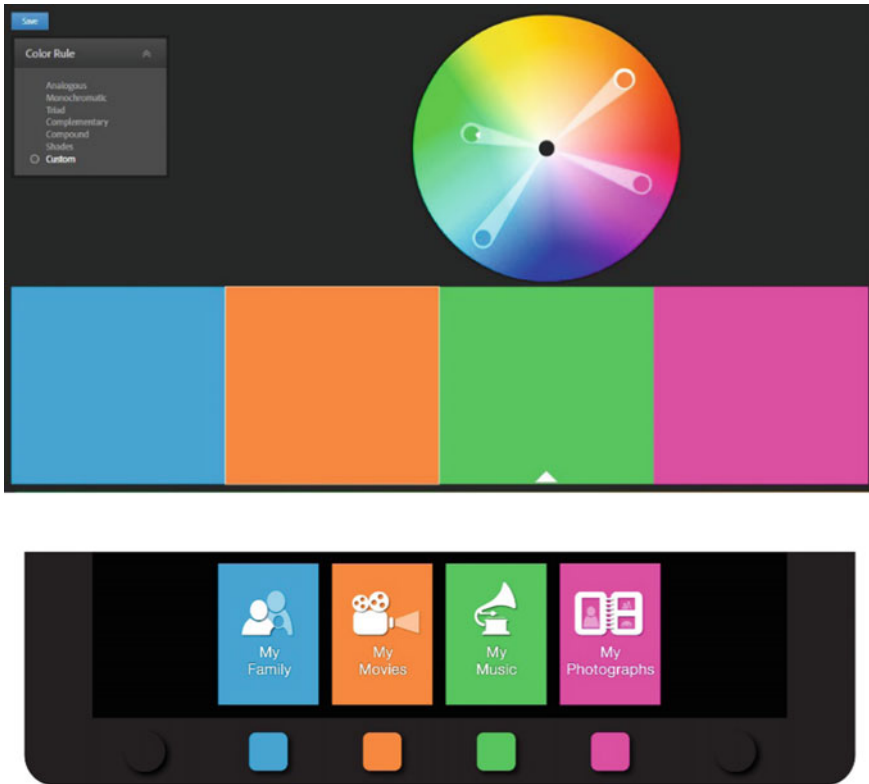 Save
Color Rule
Analogous
Monochromatic
Triad
Complementary
Compound
Shades
Custom
My
Family
My
Movies
My
Music
My
Photographs